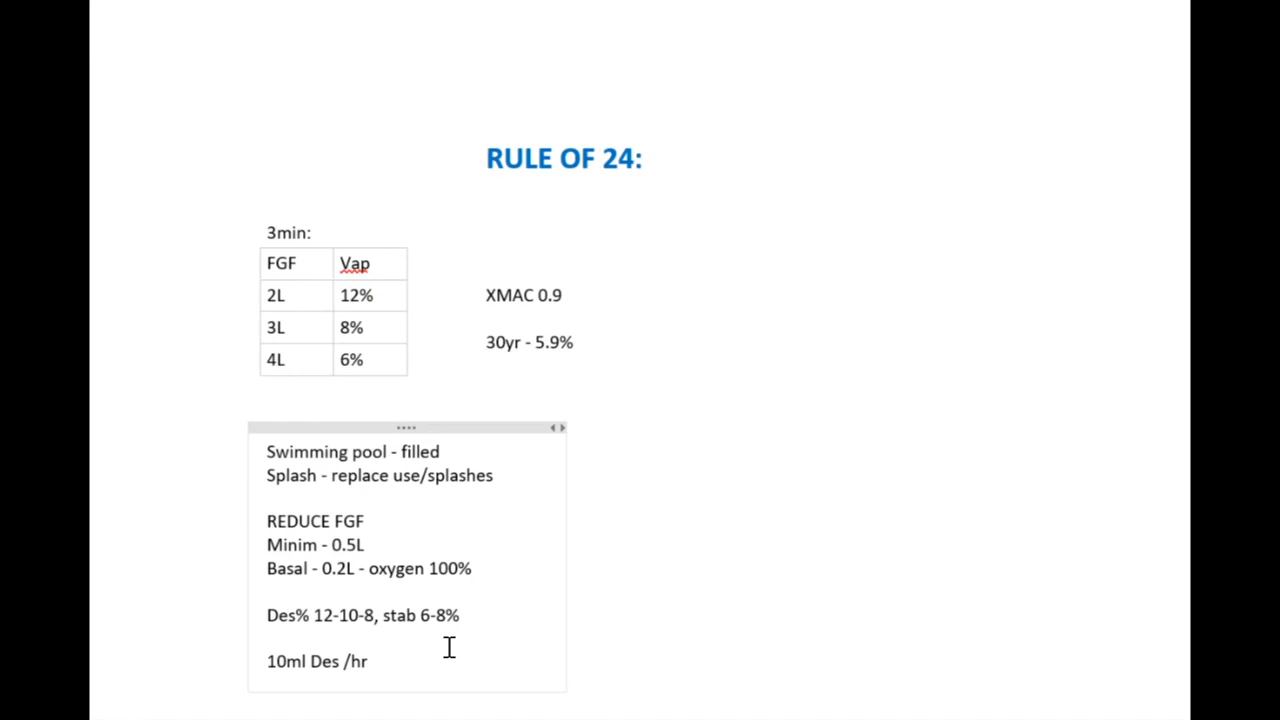 RULE OF 24:
3min:
FGF Vap
2L 12%
3L 8%
4L 6%
XMAC 0.9
30yr - 5.9%
Swimming pool - filled
Splash - replace use/splashes
REDUCE FGF
Minim - 0.5L
Basal - 0.2L - oxygen 100%
Des% 12-10-8, stab 6-8%
10ml Des /hr